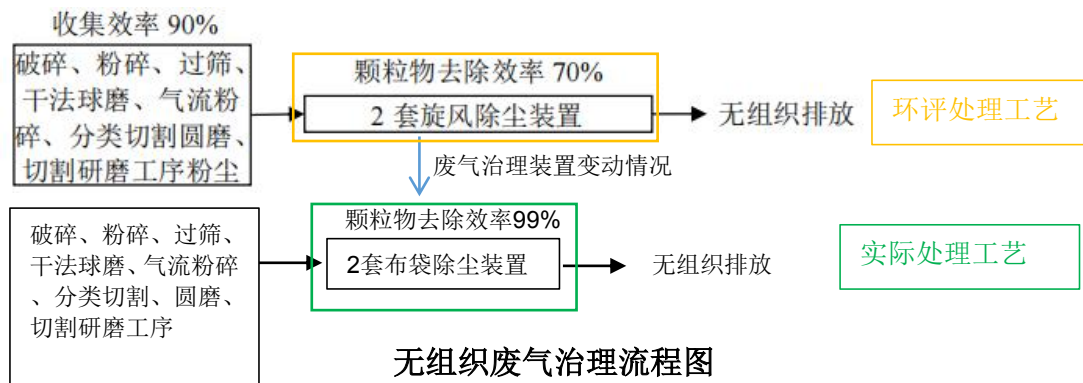 收集效率 90%
破碎、粉碎、过筛、
干法球磨、气流粉
碎、分类切割圆磨、
切割研磨工序粉尘
颗粒物去除效率 70%
2 套旋风除尘装置
无组织排放
环评处理工艺
废气治理装置变动情况
破碎、粉碎、过筛、
干法球磨、气流粉碎
、分类切割、圆磨、
切割研磨工序
颗粒物去除效率99%
2套布袋除尘装置
无组织排放
实际处理工艺
无组织废气治理流程图